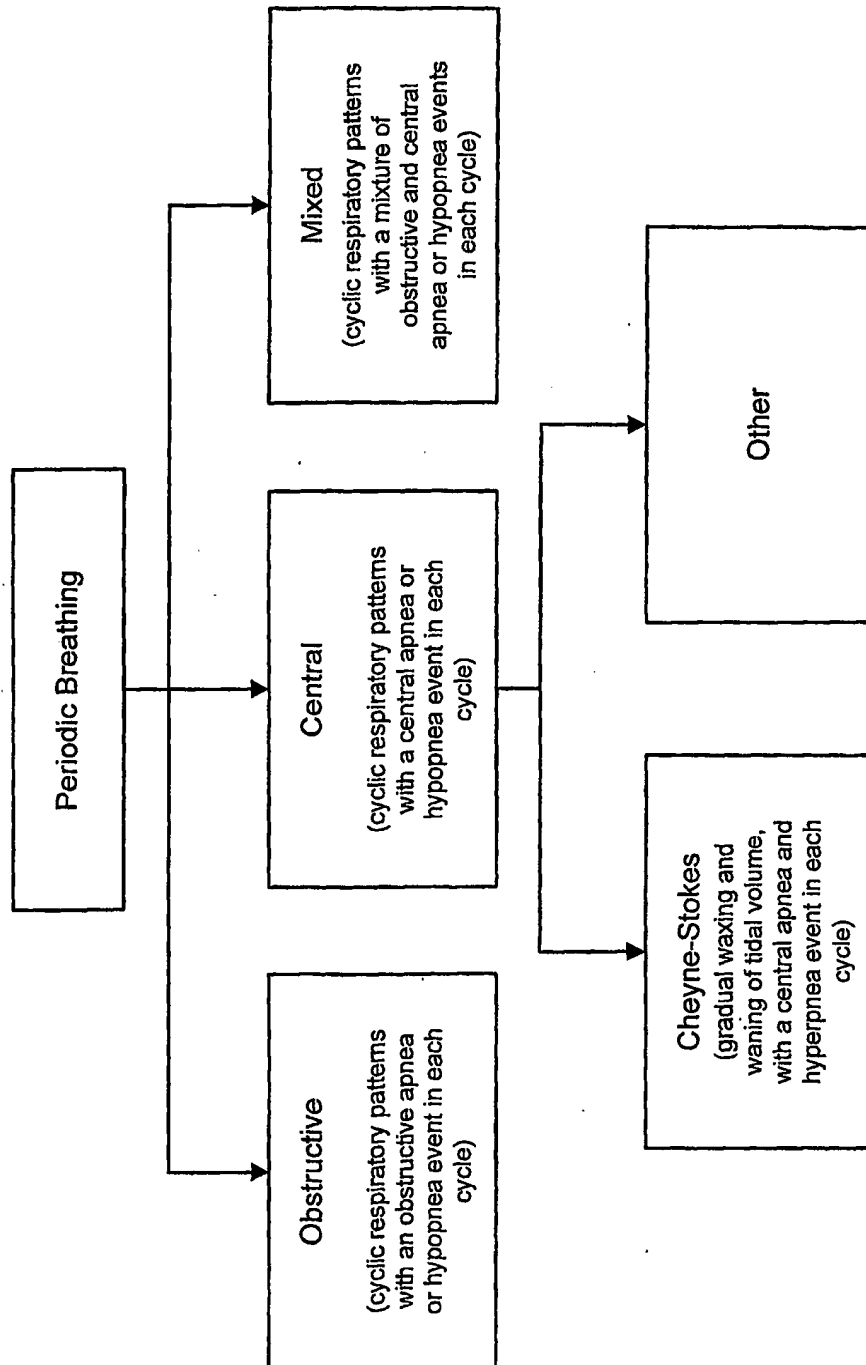 Periodic Breathing
Obstructive
(cyclic respiratory patterns
with an obstructive apnea
or hypopnea event in each
cycle)
Central
(cyclic respiratory patterns
with a central apnea or
hypopnea event in each
cycle)
Mixed
(cyclic respiratory patterns
with a mixture of
obstructive and central
apnea or hypopnea events
in each cycle)
Cheyne-Stokes
(gradual waxing and
waning of tidal volume,
with a central apnea and
hyperpnea event in each
cycle)
Other